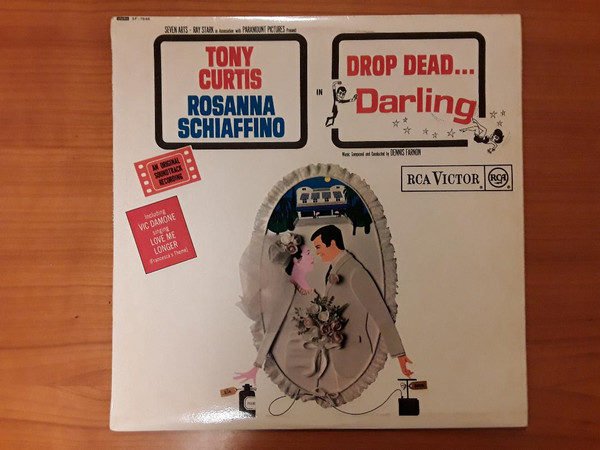 SF 7846
SEVEN ARTS - RAY STARK in Association with PARAMOUNT PICTURES Present
TONY
CURTIS
ROSANNA
SCHIAFFINO
IN
DROP DEAD...
Darling
Music Composed and Conducted by DENNIS FARNON
AN ORIGINAL
SOUNDTRACK
RECORDING
RCA VICTOR
RCA
Including
VIC DAMONE
singing
LOVE ME
LONGER
(Francesca's Theme)